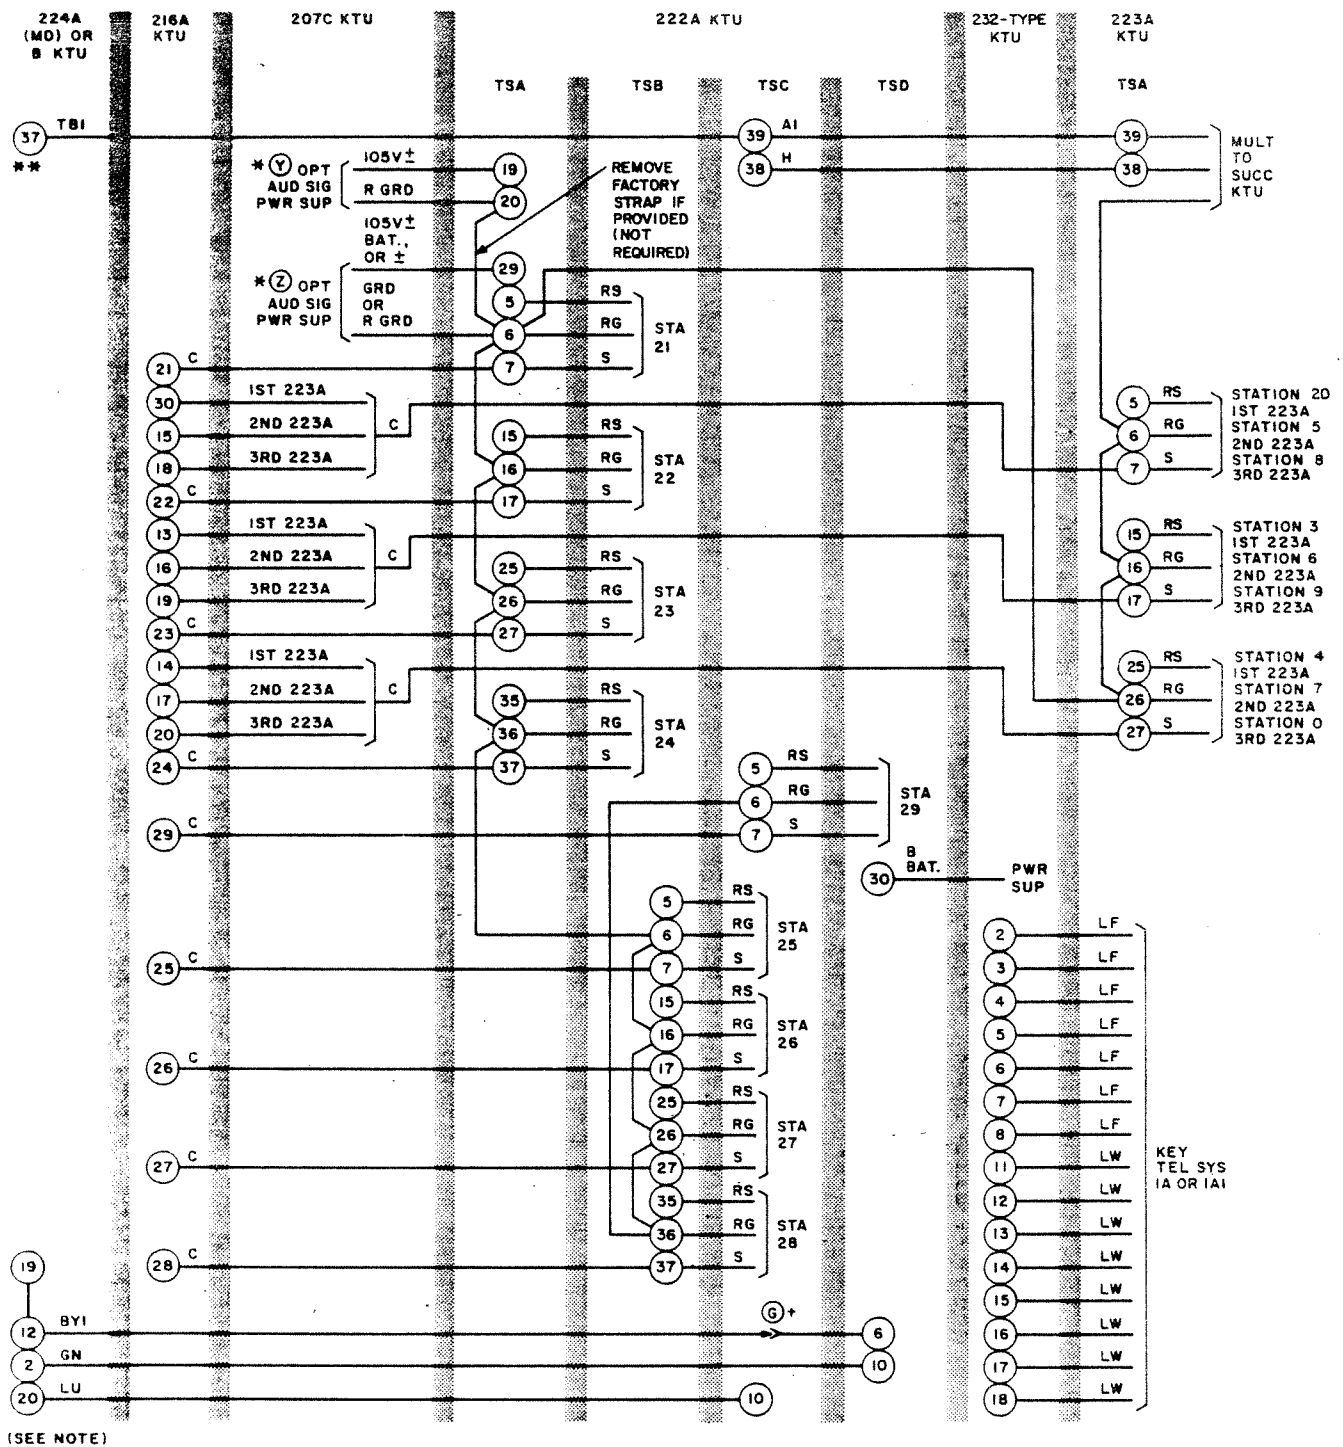 224A
(MD) OR
B KTU
216A
KTU
207C KTU
222A KTU
232-TYPE
KTU
223A
KTU
TSA
TSB
TSC
TSD
TSA
37 TB1 39 A1 39
**
38 H 38
MULT
TO
SUCC
KTU
* Y OPT
AUD SIG
PWR SUP
105V± 19
R GRD 20
REMOVE
FACTORY
STRAP IF
PROVIDED
(NOT
REQUIRED)
105V±
BAT.,
OR ±
29
* Z OPT
AUD SIG
PWR SUP
GRD
OR
R GRD
5 RS
6 RG
7 S
STA
21
21 C
30 1ST 223A
15 2ND 223A
18 3RD 223A
C
22 C
15 RS
16 RG
17 S
STA
22
5 RS
6 RG
7 S
STATION 20
1ST 223A
STATION 5
2ND 223A
STATION 8
3RD 223A
13 1ST 223A
16 2ND 223A
19 3RD 223A
C
23 C
25 RS
26 RG
27 S
STA
23
15 RS
16 RG
17 S
STATION 3
1ST 223A
STATION 6
2ND 223A
STATION 9
3RD 223A
14 1ST 223A
17 2ND 223A
20 3RD 223A
C
24 C
35 RS
36 RG
37 S
STA
24
25 RS
26 RG
27 S
STATION 4
1ST 223A
STATION 7
2ND 223A
STATION 0
3RD 223A
5 RS
6 RG
7 S
STA
29
29 C
30 B
BAT.
PWR
SUP
5 RS
6 RG
7 S
STA
25
25 C
15 RS
16 RG
17 S
STA
26
26 C
25 RS
26 RG
27 S
STA
27
27 C
35 RS
36 RG
37 S
STA
28
28 C
2 LF
3 LF
4 LF
5 LF
6 LF
7 LF
8 LF
11 LW
12 LW
13 LW
14 LW
15 LW
16 LW
17 LW
18 LW
KEY
TEL SYS
1A OR 1A1
19
12 BY1 G + 6
2 GN 10
20 LU 10
(SEE NOTE)